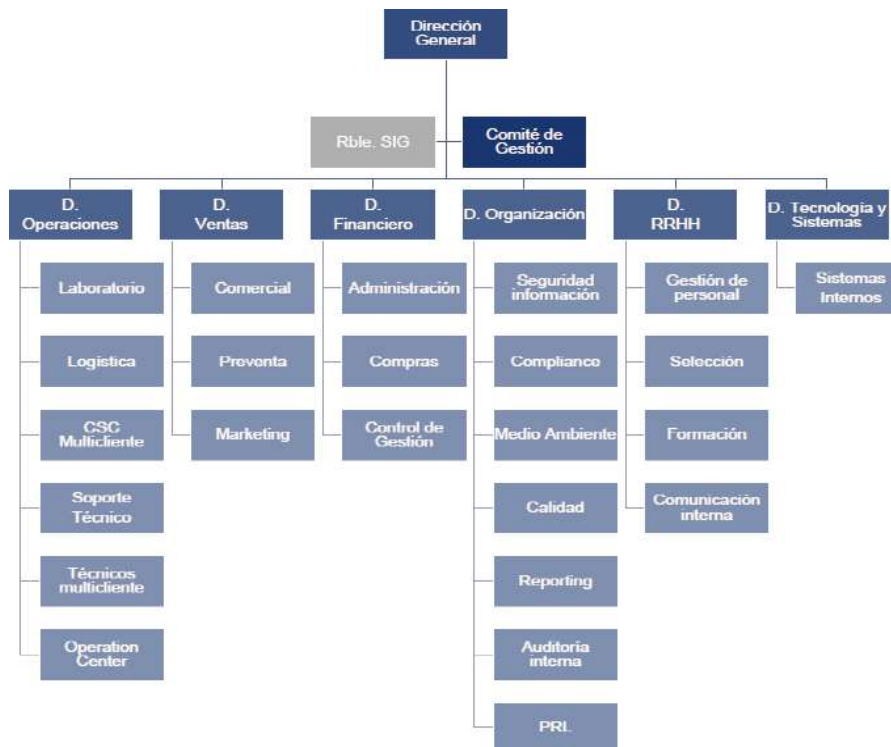 Dirección
General
Rble. SIG
Comité de
Gestión
D.
Operaciones
D.
Ventas
D.
Financiero
D. Organización
D.
RRHH
D. Tecnología y
Sistemas
Laboratorio
Logística
CSC
Multicliente
Soporte
Técnico
Técnicos
multicliente
Operation
Center
Comercial
Preventa
Marketing
Administración
Compras
Control de
Gestión
Seguridad
información
Compliance
Medio Ambiente
Calidad
Reporting
Auditoría
interna
PRL
Gestión de
personal
Selección
Formación
Comunicación
interna
Sistemas
Internos